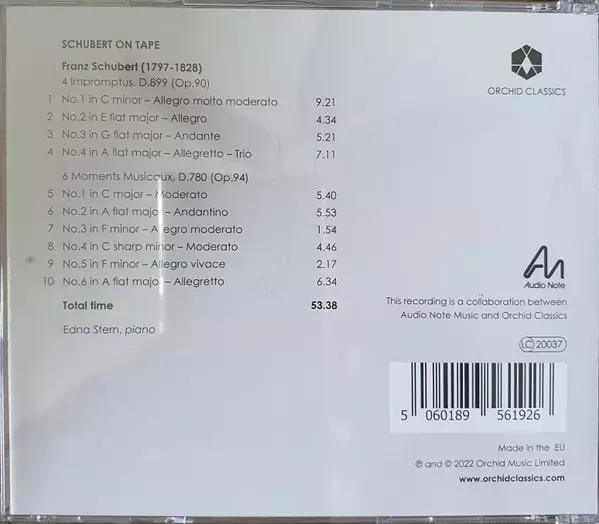 SCHUBERT ON TAPE
Franz Schubert (1797-1828)
4 Impromptus, D.899 (Op.90)
1 No.1 in C minor – Allegro molto moderato 9.21
2 No.2 in E flat major – Allegro 4.34
3 No.3 in G flat major – Andante 5.21
4 No.4 in A flat major – Allegretto – Trio 7.11
6 Moments Musicaux, D.780 (Op.94)
5 No.1 in C major – Moderato 5.40
6 No.2 in A flat major – Andantino 5.53
7 No.3 in F minor – Allegro moderato 1.54
8 No.4 in C sharp minor – Moderato 4.46
9 No.5 in F minor – Allegro vivace 2.17
10 No.6 in A flat major – Allegretto 6.34
Total time 53.38
Edna Stern, piano
ORCHID CLASSICS
AN
Audio Note
This recording is a collaboration between
Audio Note Music and Orchid Classics
LC 20037
5 060189 561926
Made in the EU
℗ and © 2022 Orchid Music Limited
www.orchidclassics.com